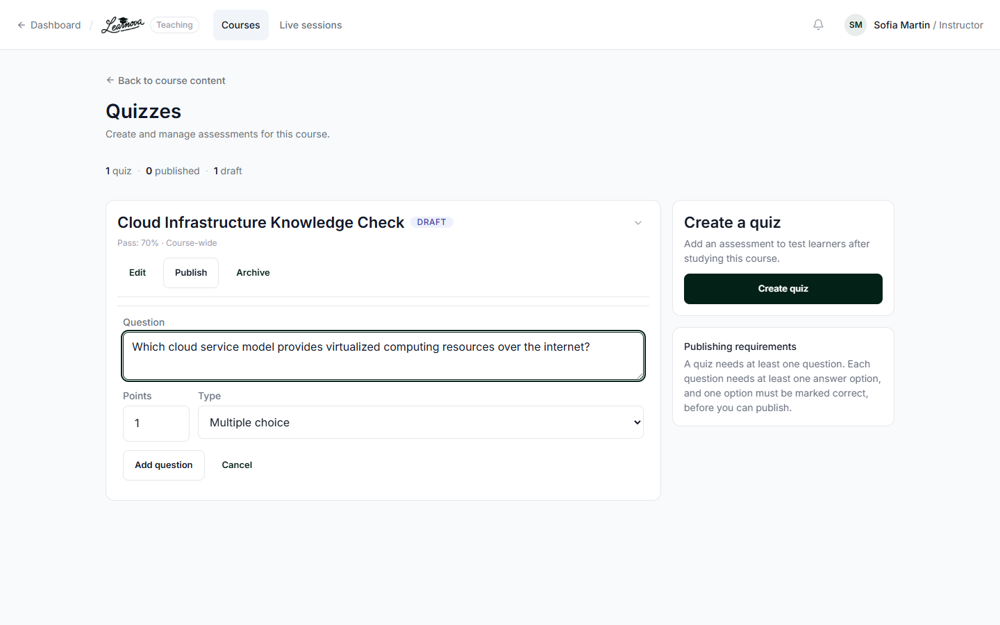 Dashboard / Learnova Teaching Courses Live sessions SM Sofia Martin / Instructor
Back to course content
Quizzes
Create and manage assessments for this course.
1 quiz · 0 published · 1 draft
Cloud Infrastructure Knowledge Check DRAFT
Pass: 70% · Course-wide
Edit Publish Archive
Question
Which cloud service model provides virtualized computing resources over the internet?
Points Type
1 Multiple choice
Add question Cancel
Create a quiz
Add an assessment to test learners after
studying this course.
Create quiz
Publishing requirements
A quiz needs at least one question. Each
question needs at least one answer option,
and one option must be marked correct,
before you can publish.